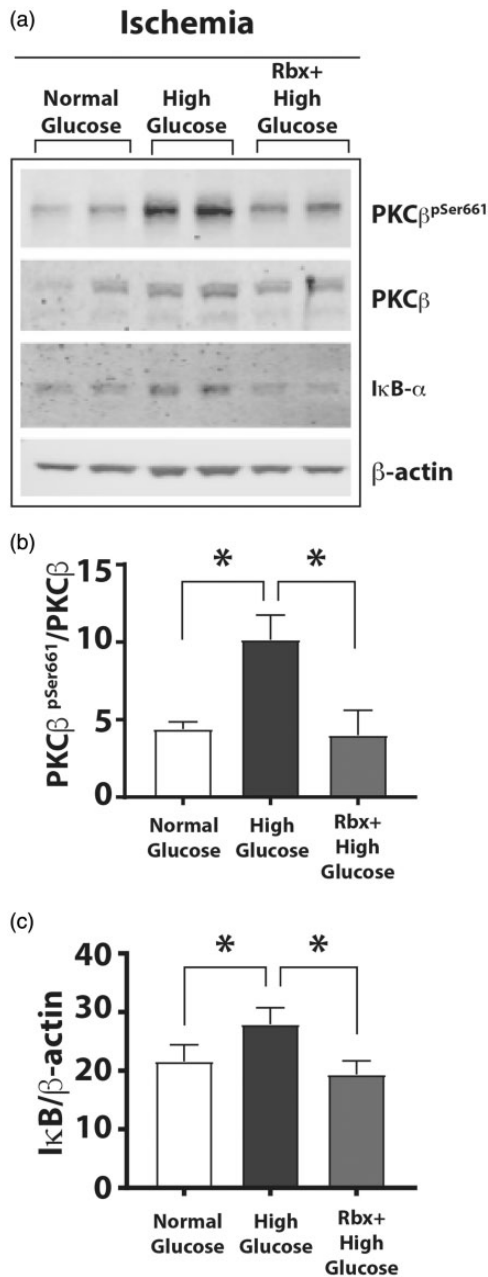 (a)
Ischemia
Normal
Glucose
High
Glucose
Rbx+
High
Glucose
PKCβpSer661
PKCβ
IκB-α
β-actin
(b)
PKCβ pSer661/PKCβ
15
10
5
0
* *
Normal
Glucose
High
Glucose
Rbx+
High
Glucose
(c)
IκB/β-actin
40
30
20
10
0
* *
Normal
Glucose
High
Glucose
Rbx+
High
Glucose